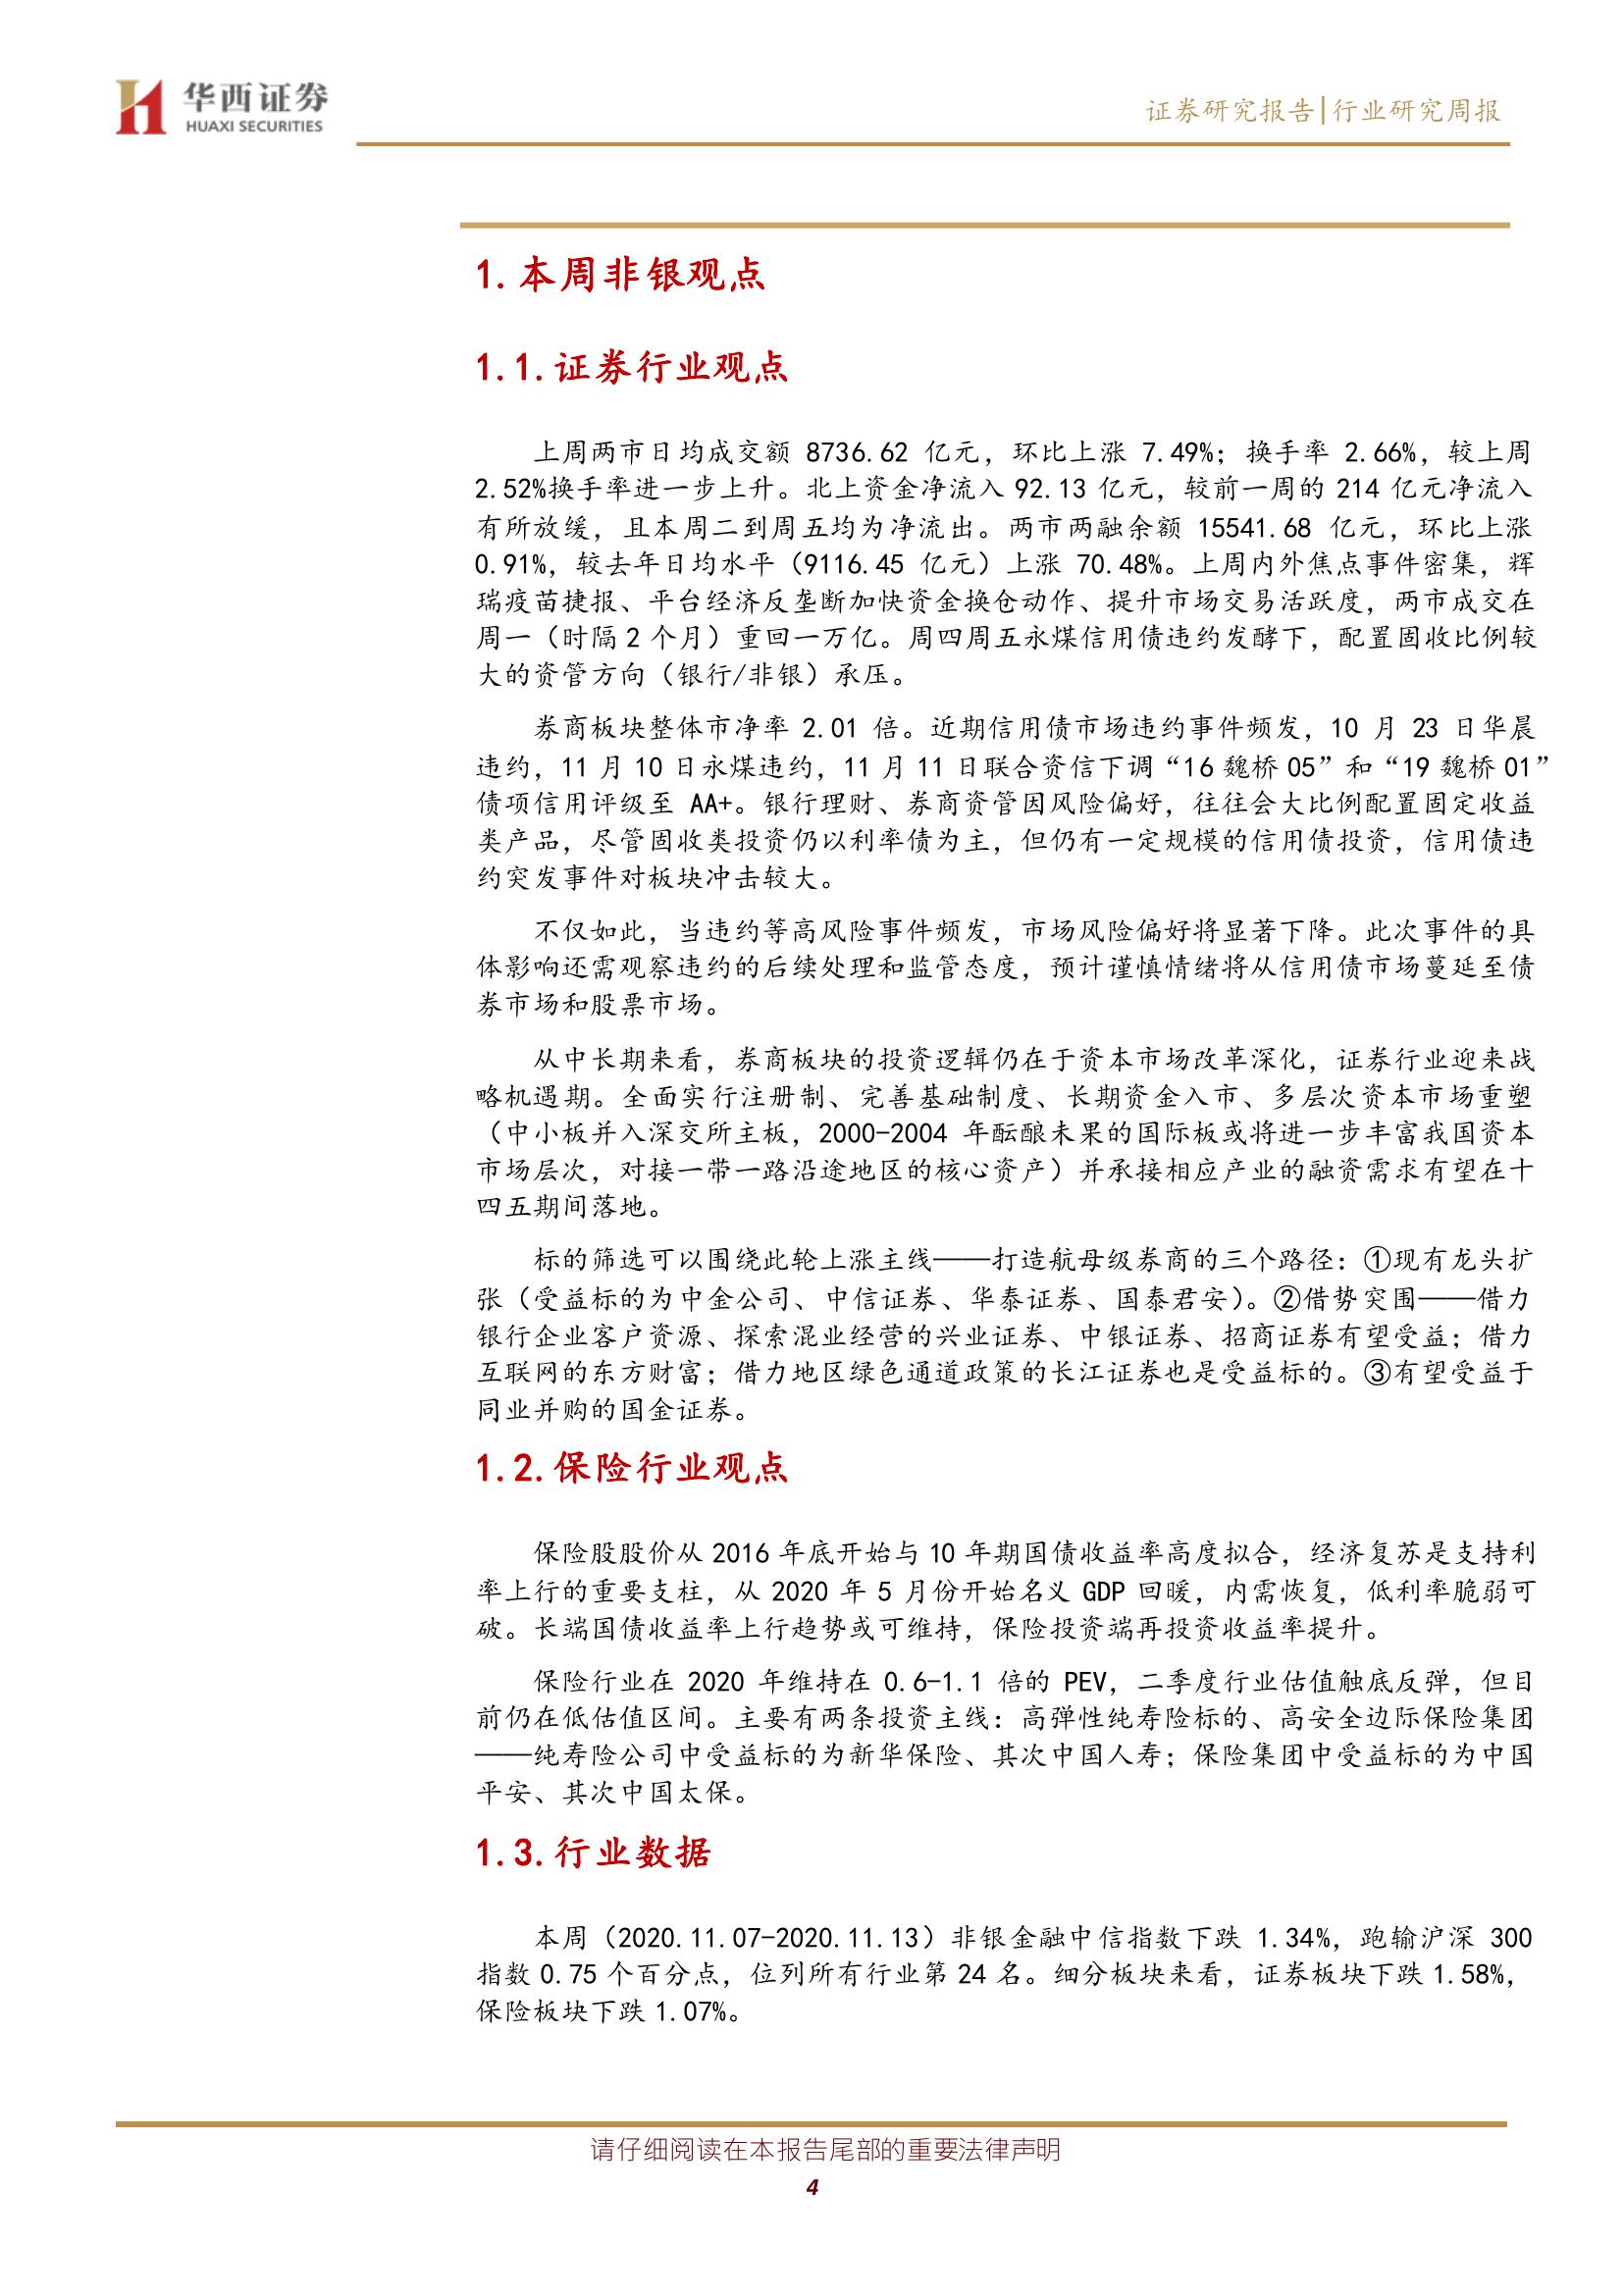 华西证券
HUAXI SECURITIES
证券研究报告|行业研究周报
1.本周非银观点
1.1.证券行业观点
上周两市日均成交额 8736.62 亿元，环比上涨 7.49%；换手率 2.66%，较上周
2.52%换手率进一步上升。北上资金净流入 92.13 亿元，较前一周的 214 亿元净流入
有所放缓，且本周二到周五均为净流出。两市两融余额 15541.68 亿元，环比上涨
0.91%，较去年日均水平（9116.45 亿元）上涨 70.48%。上周内外焦点事件密集，辉
瑞疫苗捷报、平台经济反垄断加快资金换仓动作、提升市场交易活跃度，两市成交在
周一（时隔 2 个月）重回一万亿。周四周五永煤信用债违约发酵下，配置固收比例较
大的资管方向（银行/非银）承压。
券商板块整体市净率 2.01 倍。近期信用债市场违约事件频发，10 月 23 日华晨
违约，11 月 10 日永煤违约，11 月 11 日联合资信下调“16 魏桥 05”和“19 魏桥 01”
债项信用评级至 AA+。银行理财、券商资管因风险偏好，往往会大比例配置固定收益
类产品，尽管固收类投资仍以利率债为主，但仍有一定规模的信用债投资，信用债违
约突发事件对板块冲击较大。
不仅如此，当违约等高风险事件频发，市场风险偏好将显著下降。此次事件的具
体影响还需观察违约的后续处理和监管态度，预计谨慎情绪将从信用债市场蔓延至债
券市场和股票市场。
从中长期来看，券商板块的投资逻辑仍在于资本市场改革深化，证券行业迎来战
略机遇期。全面实行注册制、完善基础制度、长期资金入市、多层次资本市场重塑
（中小板并入深交所主板，2000-2004 年酝酿未果的国际板或将进一步丰富我国资本
市场层次，对接一带一路沿途地区的核心资产）并承接相应产业的融资需求有望在十
四五期间落地。
标的筛选可以围绕此轮上涨主线——打造航母级券商的三个路径：①现有龙头扩
张（受益标的为中金公司、中信证券、华泰证券、国泰君安）。②借势突围——借力
银行企业客户资源、探索混业经营的兴业证券、中银证券、招商证券有望受益；借力
互联网的东方财富；借力地区绿色通道政策的长江证券也是受益标的。③有望受益于
同业并购的国金证券。
1.2.保险行业观点
保险股股价从 2016 年底开始与 10 年期国债收益率高度拟合，经济复苏是支持利
率上行的重要支柱，从 2020 年 5 月份开始名义 GDP 回暖，内需恢复，低利率脆弱可
破。长端国债收益率上行趋势或可维持，保险投资端再投资收益率提升。
保险行业在 2020 年维持在 0.6-1.1 倍的 PEV，二季度行业估值触底反弹，但目
前仍在低估值区间。主要有两条投资主线：高弹性纯寿险标的、高安全边际保险集团
——纯寿险公司中受益标的为新华保险、其次中国人寿；保险集团中受益标的为中国
平安、其次中国太保。
1.3.行业数据
本周（2020.11.07-2020.11.13）非银金融中信指数下跌 1.34%，跑输沪深 300
指数 0.75 个百分点，位列所有行业第 24 名。细分板块来看，证券板块下跌 1.58%，
保险板块下跌 1.07%。
请仔细阅读在本报告尾部的重要法律声明
4